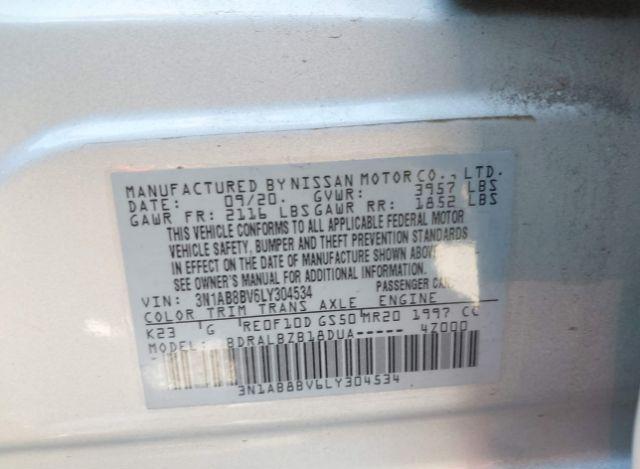 MANUFACTURED BY NISSAN MOTOR CO., LTD.
DATE: 09/20. GVWR: 3957 LBS
GAWR FR: 2116 LBS GAWR RR: 1852 LBS
THIS VEHICLE CONFORMS TO ALL APPLICABLE FEDERAL MOTOR
VEHICLE SAFETY, BUMPER AND THEFT PREVENTION STANDARDS
IN EFFECT ON THE DATE OF MANUFACTURE SHOWN ABOVE.
SEE OWNER'S MANUAL FOR ADDITIONAL INFORMATION.
VIN: 3N1AB8BV6LY304534 PASSENGER CAR
COLOR TRIM TRANS AXLE ENGINE
K23 G RE0F10D GS50 MR20 1997 CC
MODEL: BDRALBZB18DUA----- 47000
3N1AB8BV6LY304534